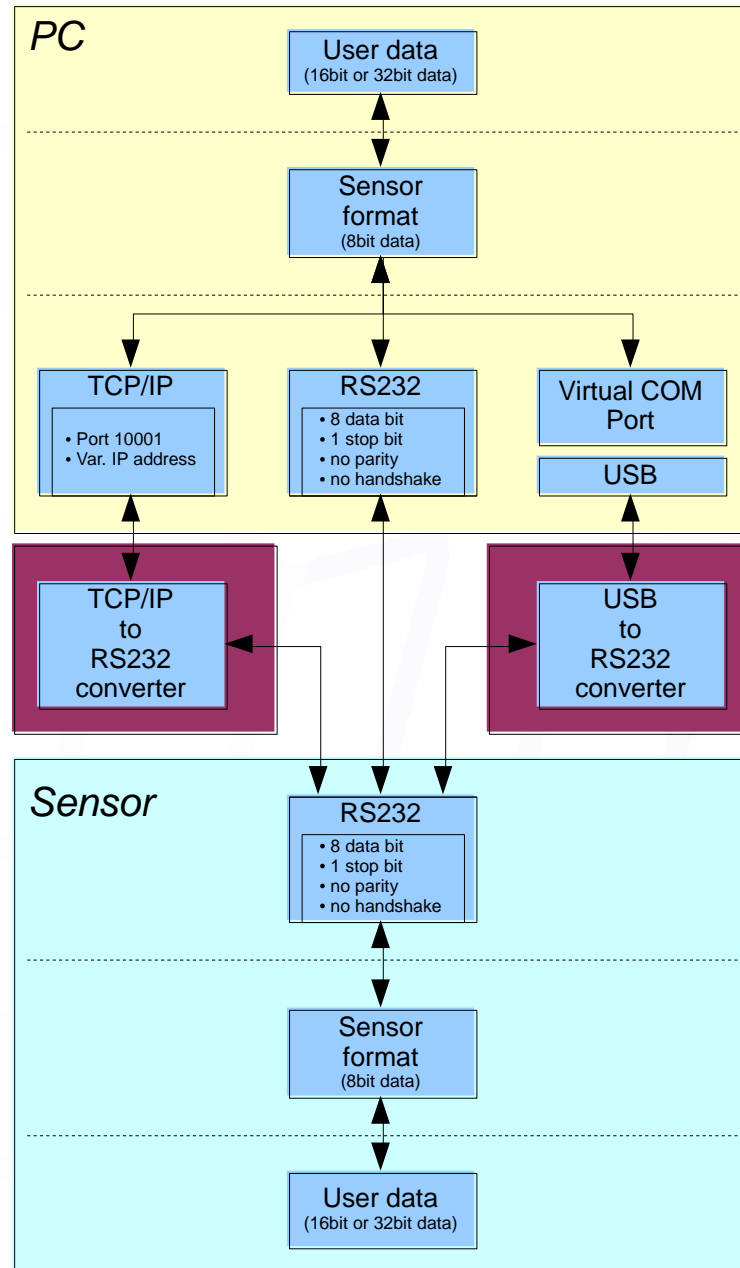 PC
User data
(16bit or 32bit data)
Sensor
format
(8bit data)
TCP/IP
• Port 10001
• Var. IP address
RS232
• 8 data bit
• 1 stop bit
• no parity
• no handshake
Virtual COM
Port
USB
TCP/IP
to
RS232
converter
USB
to
RS232
converter
Sensor
RS232
• 8 data bit
• 1 stop bit
• no parity
• no handshake
Sensor
format
(8bit data)
User data
(16bit or 32bit data)